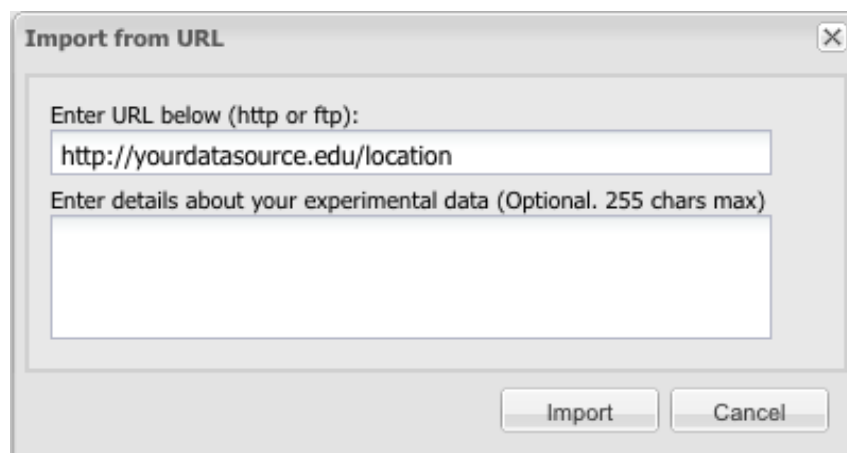 Import from URL
Enter URL below (http or ftp):
http://yourdatasource.edu/location
Enter details about your experimental data (Optional. 255 chars max)
Import Cancel